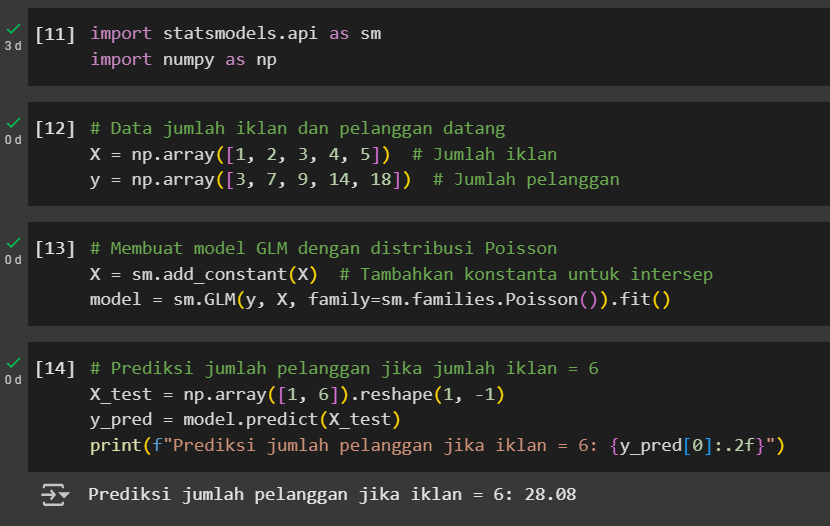 [11] import statsmodels.api as sm
3 d
import numpy as np
[12] # Data jumlah iklan dan pelanggan datang
0 d
X = np.array([1, 2, 3, 4, 5])  # Jumlah iklan
y = np.array([3, 7, 9, 14, 18])  # Jumlah pelanggan
[13] # Membuat model GLM dengan distribusi Poisson
0 d
X = sm.add_constant(X)  # Tambahkan konstanta untuk intersep
model = sm.GLM(y, X, family=sm.families.Poisson()).fit()
[14] # Prediksi jumlah pelanggan jika jumlah iklan = 6
0 d
X_test = np.array([1, 6]).reshape(1, -1)
y_pred = model.predict(X_test)
print(f"Prediksi jumlah pelanggan jika iklan = 6: {y_pred[0]:.2f}")
Prediksi jumlah pelanggan jika iklan = 6: 28.08